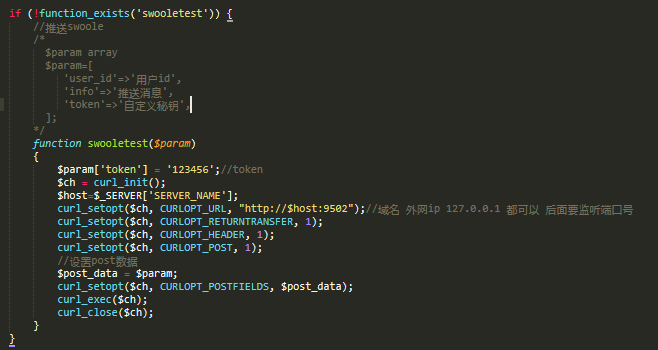 if (!function_exists('swooletest')) {
//推送swoole
/*
$param array
$param=[
'user_id'=>'用户id',
'info'=>'推送消息',
'token'=>'自定义秘钥',
];
*/
function swooletest($param)
{
$param['token'] = '123456';//token
$ch = curl_init();
$host=$_SERVER['SERVER_NAME'];
curl_setopt($ch, CURLOPT_URL, "http://$host:9502");//域名 外网ip 127.0.0.1 都可以 后面要监听端口号
curl_setopt($ch, CURLOPT_RETURNTRANSFER, 1);
curl_setopt($ch, CURLOPT_HEADER, 1);
curl_setopt($ch, CURLOPT_POST, 1);
//设置post数据
$post_data = $param;
curl_setopt($ch, CURLOPT_POSTFIELDS, $post_data);
curl_exec($ch);
curl_close($ch);
}
}